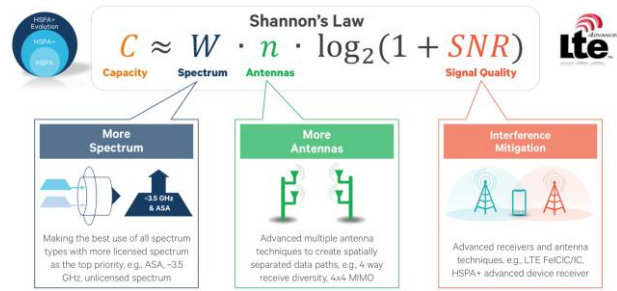 Shannon's Law
HSPA+
Evolution
HSPA+
HSPA
C ≈ W · n · log₂(1 + SNR)
Capacity
Spectrum
Antennas
Signal Quality
4GADVANCED
Lte
More
Spectrum
~3.5 GHz
& ASA
Making the best use of all spectrum
types with more licensed spectrum
as the top priority, e.g., ASA, ~3.5
GHz, unlicensed spectrum
More
Antennas
Advanced multiple antenna
techniques to create spatially
separated data paths, e.g., 4 way
receive diversity, 4x4 MIMO
Interference
Mitigation
Advanced receivers and antenna
techniques, e.g., LTE FeICIC/IC,
HSPA+ advanced device receiver